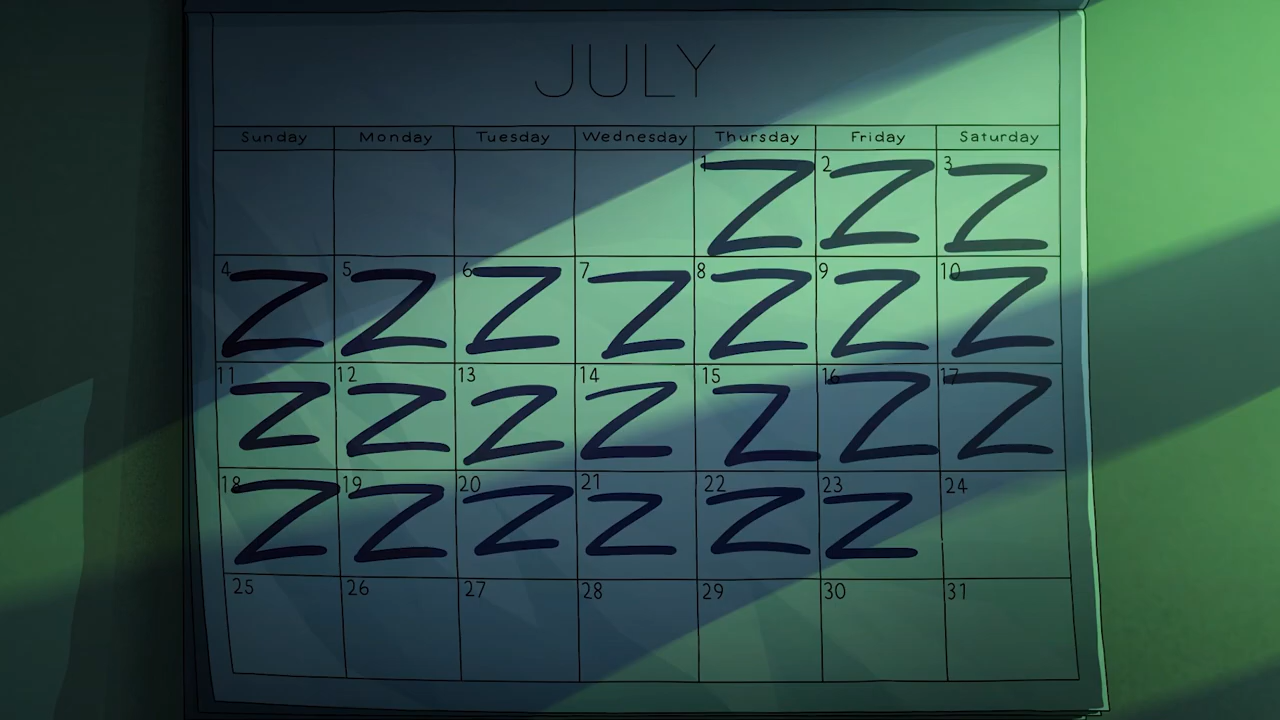 JULY
Sunday Monday Tuesday Wednesday Thursday Friday Saturday
1 Z 2 Z 3 Z
4 Z 5 Z 6 Z 7 Z 8 Z 9 Z 10 Z
11 Z 12 Z 13 Z 14 Z 15 Z 16 Z 17 Z
18 Z 19 Z 20 Z 21 Z 22 Z 23 Z 24
25 26 27 28 29 30 31